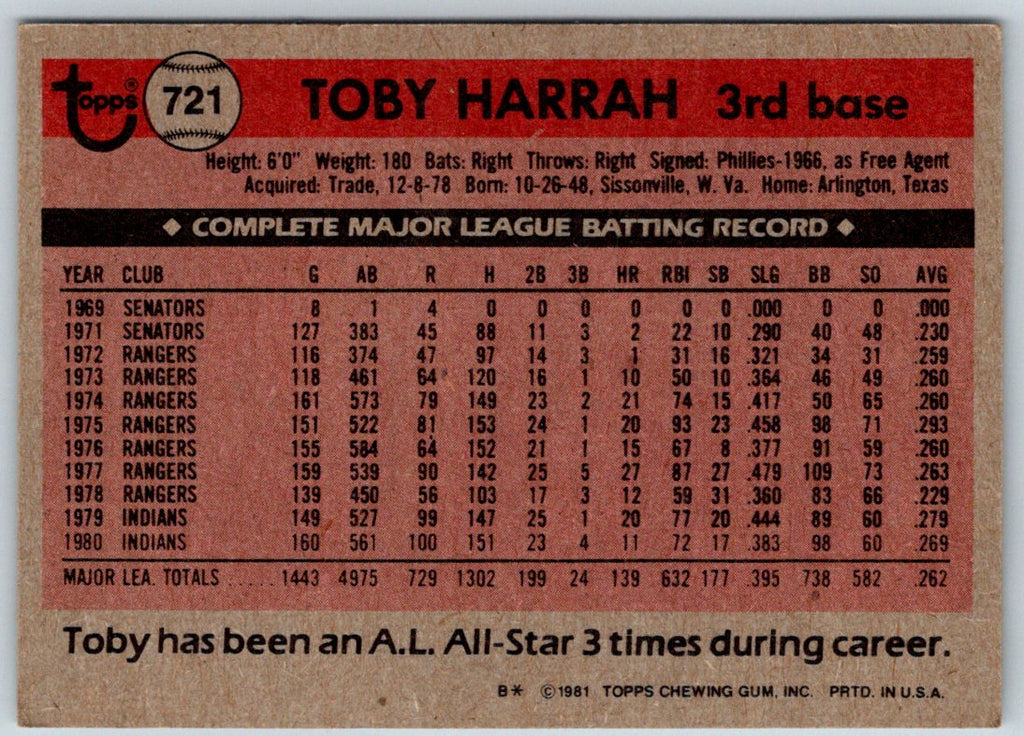 topps® 721 TOBY HARRAH 3rd base
Height: 6'0" Weight: 180 Bats: Right Throws: Right Signed: Phillies-1966, as Free Agent
Acquired: Trade, 12-8-78 Born: 10-26-48, Sissonville, W. Va. Home: Arlington, Texas
◆ COMPLETE MAJOR LEAGUE BATTING RECORD ◆
YEAR CLUB G AB R H 2B 3B HR RBI SB SLG BB SO AVG
1969 SENATORS 8 1 4 0 0 0 0 0 0 .000 0 0 .000
1971 SENATORS 127 383 45 88 11 3 2 22 10 .290 40 48 .230
1972 RANGERS 116 374 47 97 14 3 1 31 16 .321 34 31 .259
1973 RANGERS 118 461 64 120 16 1 10 50 10 .364 46 49 .260
1974 RANGERS 161 573 79 149 23 2 21 74 15 .417 50 65 .260
1975 RANGERS 151 522 81 153 24 1 20 93 23 .458 98 71 .293
1976 RANGERS 155 584 64 152 21 1 15 67 8 .377 91 59 .260
1977 RANGERS 159 539 90 142 25 5 27 87 27 .479 109 73 .263
1978 RANGERS 139 450 56 103 17 3 12 59 31 .360 83 66 .229
1979 INDIANS 149 527 99 147 25 1 20 77 20 .444 89 60 .279
1980 INDIANS 160 561 100 151 23 4 11 72 17 .383 98 60 .269
MAJOR LEA. TOTALS ..... 1443 4975 729 1302 199 24 139 632 177 .395 738 582 .262
Toby has been an A.L. All-Star 3 times during career.
B* ©1981 TOPPS CHEWING GUM, INC. PRTD. IN U.S.A.